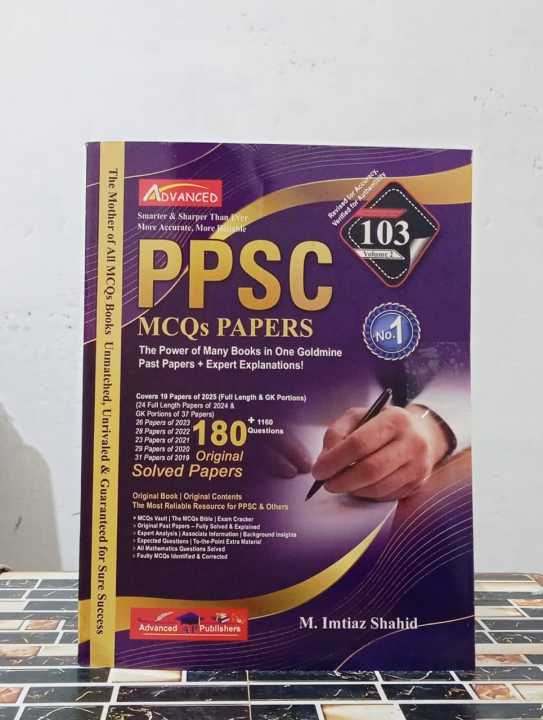 The Mother of All MCQs Books Unmatched, Unrivaled & Guaranteed for Sure Success
ADVANCED
Smarter & Sharper Than Ever
More Accurate, More Reliable
Revised for Accuracy,
Verified for Authenticity
103
Volume 2
PPSC
MCQs PAPERS
No.1
The Power of Many Books in One Goldmine
Past Papers + Expert Explanations!
Covers 19 Papers of 2025 (Full Length & GK Portions)
(24 Full Length Papers of 2024 &
GK Portions of 37 Papers)
26 Papers of 2023
28 Papers of 2022
23 Papers of 2021
29 Papers of 2020
31 Papers of 2019
180 + 1160 Questions
Original
Solved Papers
Original Book | Original Contents
The Most Reliable Resource for PPSC & Others
MCQs Vault | The MCQs Bible | Exam Cracker
Original Past Papers – Fully Solved & Explained
Expert Analysis | Associate Information | Background Insights
Expected Questions | To-the-Point Extra Material
All Mathematics Questions Solved
Faulty MCQs Identified & Corrected
Advanced Publishers
M. Imtiaz Shahid